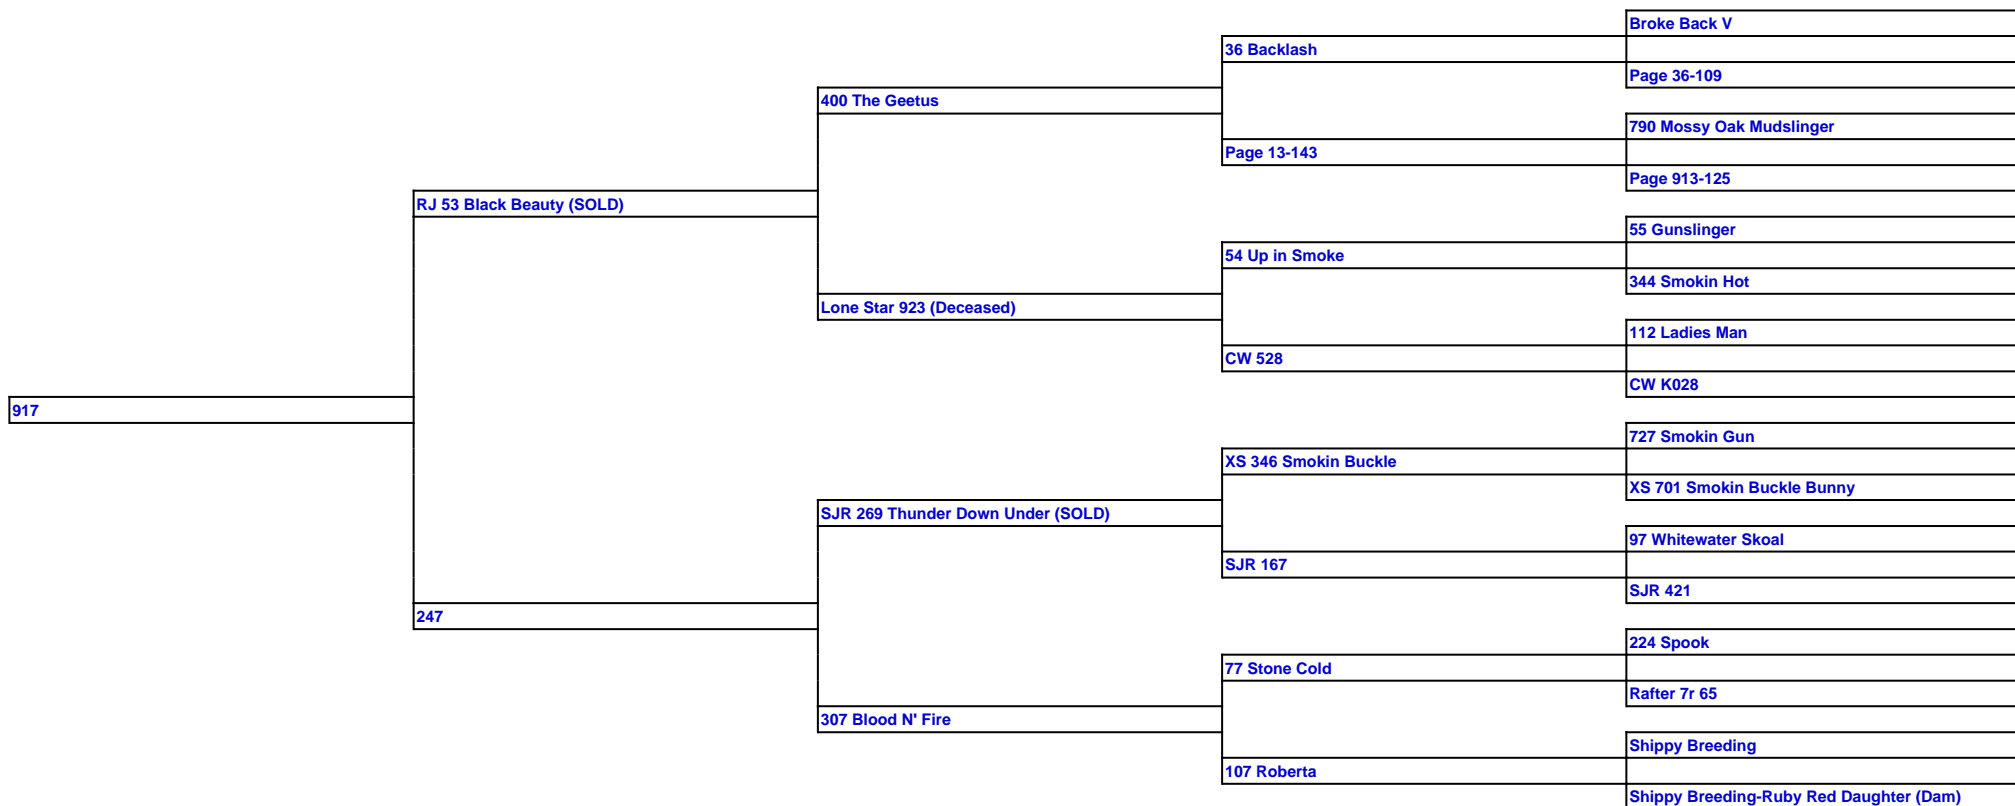 Broke Back V
36 Backlash
Page 36-109
400 The Geetus
790 Mossy Oak Mudslinger
Page 13-143
Page 913-125
RJ 53 Black Beauty (SOLD)
55 Gunslinger
54 Up in Smoke
344 Smokin Hot
Lone Star 923 (Deceased)
112 Ladies Man
CW 528
CW K028
917
727 Smokin Gun
XS 346 Smokin Buckle
XS 701 Smokin Buckle Bunny
SJR 269 Thunder Down Under (SOLD)
97 Whitewater Skoal
SJR 167
SJR 421
247
224 Spook
77 Stone Cold
Rafter 7r 65
307 Blood N' Fire
Shippy Breeding
107 Roberta
Shippy Breeding-Ruby Red Daughter (Dam)